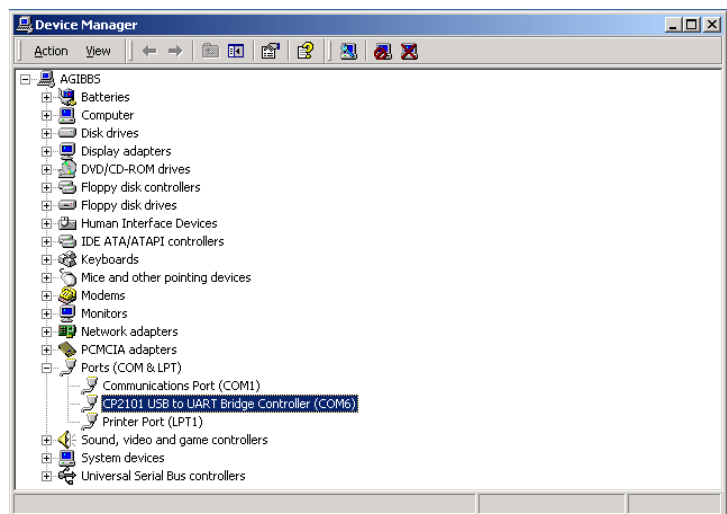 Device Manager
Action View
AGIBBS
Batteries
Computer
Disk drives
Display adapters
DVD/CD-ROM drives
Floppy disk controllers
Floppy disk drives
Human Interface Devices
IDE ATA/ATAPI controllers
Keyboards
Mice and other pointing devices
Modems
Monitors
Network adapters
PCMCIA adapters
Ports (COM & LPT)
Communications Port (COM1)
CP2101 USB to UART Bridge Controller (COM6)
Printer Port (LPT1)
Sound, video and game controllers
System devices
Universal Serial Bus controllers